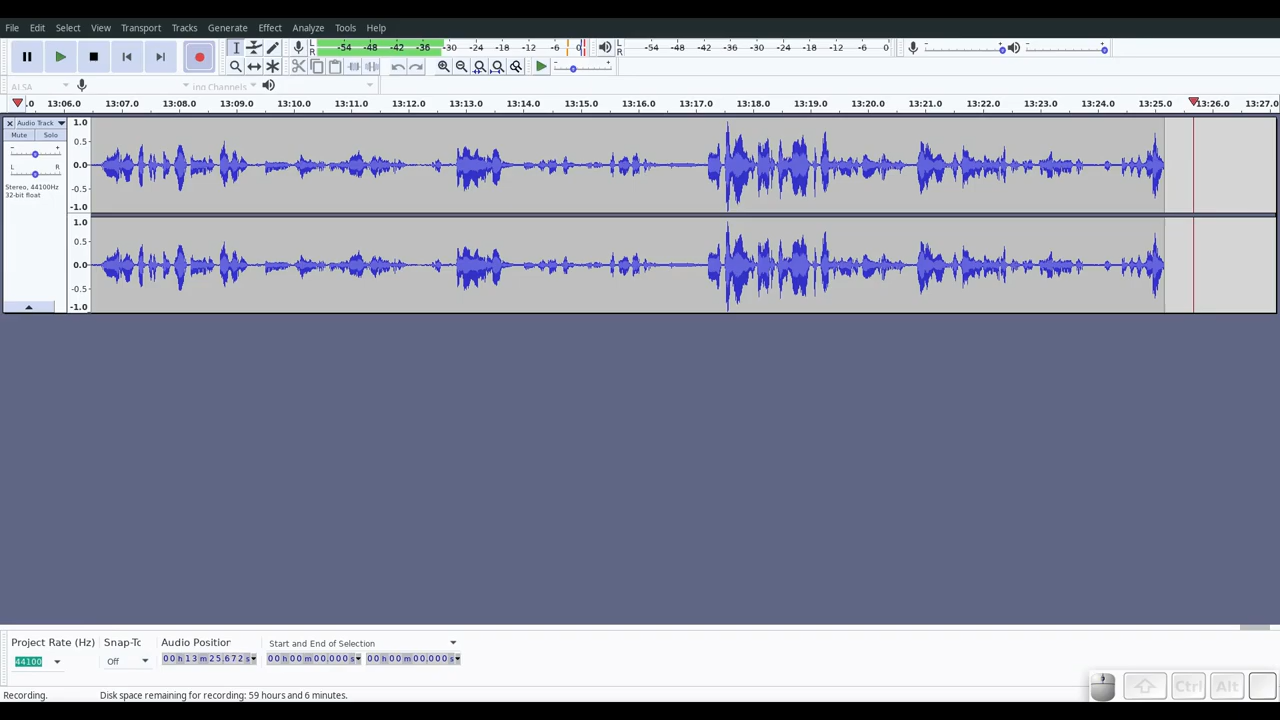 File Edit Select View Transport Tracks Generate Effect Analyze Tools Help
L R -54 -48 -42 -36 -30 -24 -18 -12 -6 0 L R -54 -48 -42 -36 -30 -24 -18 -12 -6 0
- + - +
- +
ALSA ing Channels
.0 13:06.0 13:07.0 13:08.0 13:09.0 13:10.0 13:11.0 13:12.0 13:13.0 13:14.0 13:15.0 13:16.0 13:17.0 13:18.0 13:19.0 13:20.0 13:21.0 13:22.0 13:23.0 13:24.0 13:25.0 13:26.0 13:27.0
Audio Track
Mute Solo
- +
L R
Stereo, 44100Hz
32-bit float
1.0
0.5
0.0
-0.5
-1.0
1.0
0.5
0.0
-0.5
-1.0
Project Rate (Hz) Snap-Tc Audio Position Start and End of Selection
44100 Off 00 h 13 m 25,672 s 00 h 00 m 00,000 s 00 h 00 m 00,000 s
Recording. Disk space remaining for recording: 59 hours and 6 minutes.
Ctrl Alt